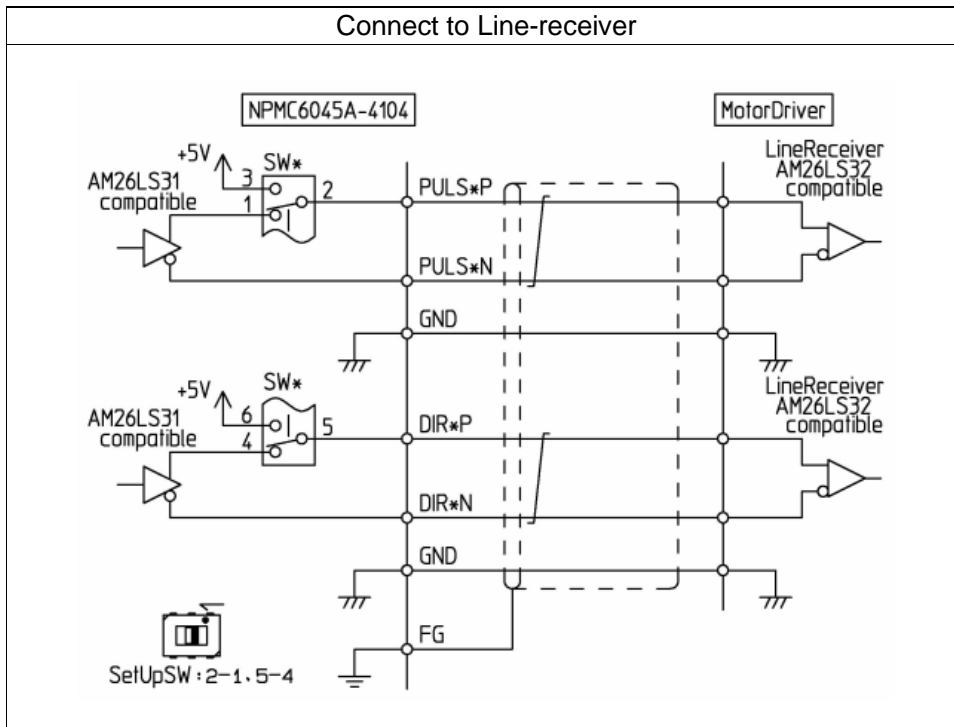 Connect to Line-receiver
NPMC6045A-4104
MotorDriver
+5V
SW*
AM26LS31
compatible
3
1
2
PULS*P
PULS*N
LineReceiver
AM26LS32
compatible
GND
+5V
SW*
AM26LS31
compatible
6
4
5
DIR*P
DIR*N
LineReceiver
AM26LS32
compatible
GND
FG
SetUpSW:2-1.5-4